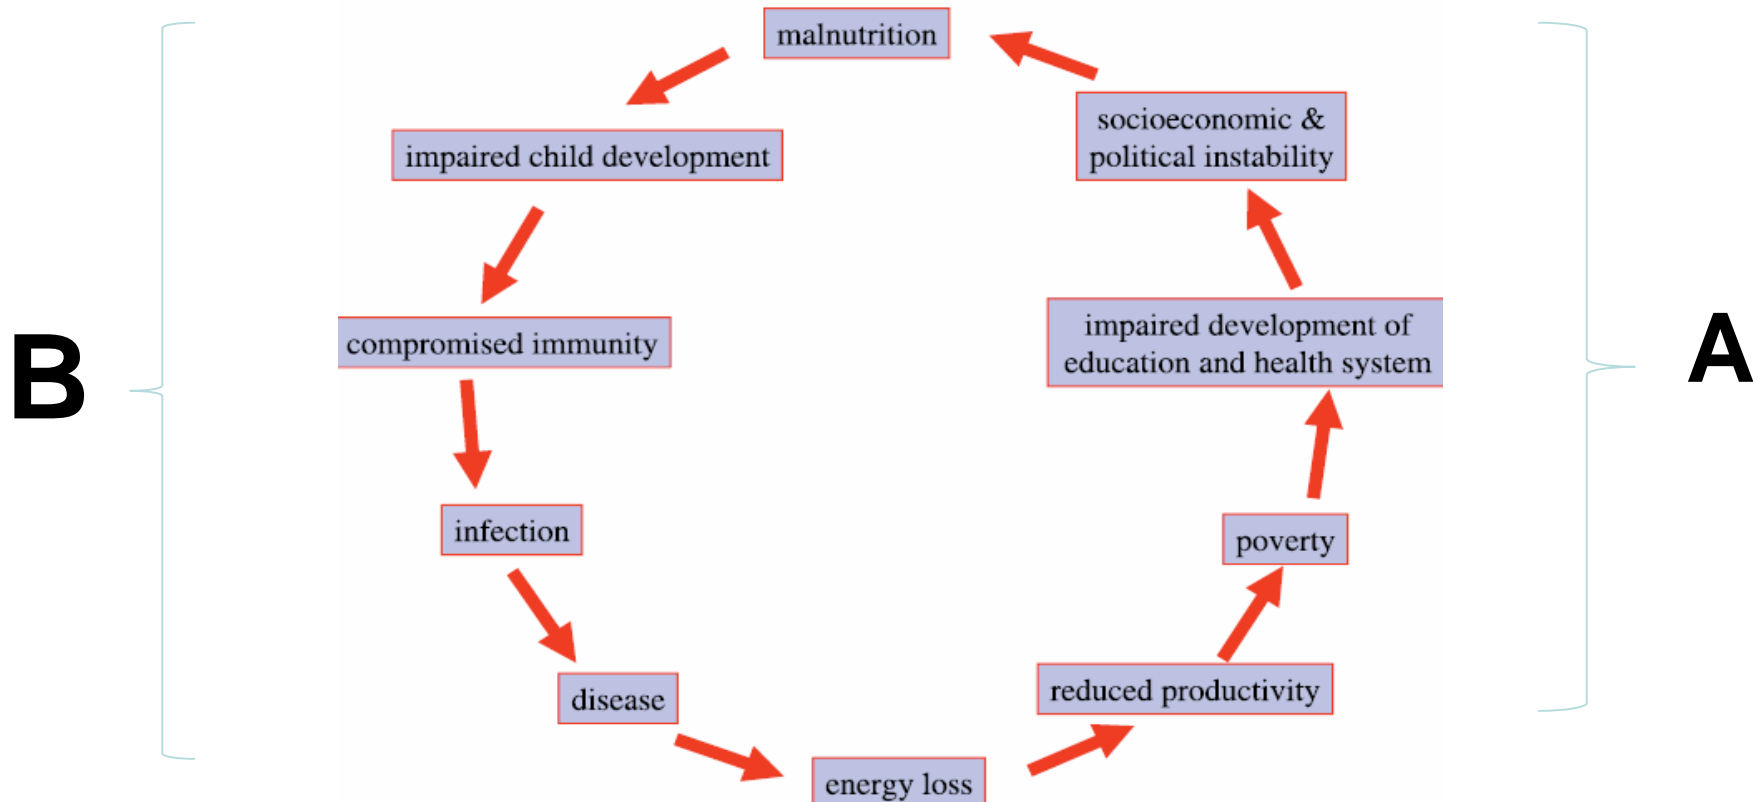 malnutrition
socioeconomic &
political instability
impaired child development
compromised immunity
impaired development of
education and health system
B
A
infection
poverty
disease
reduced productivity
energy loss